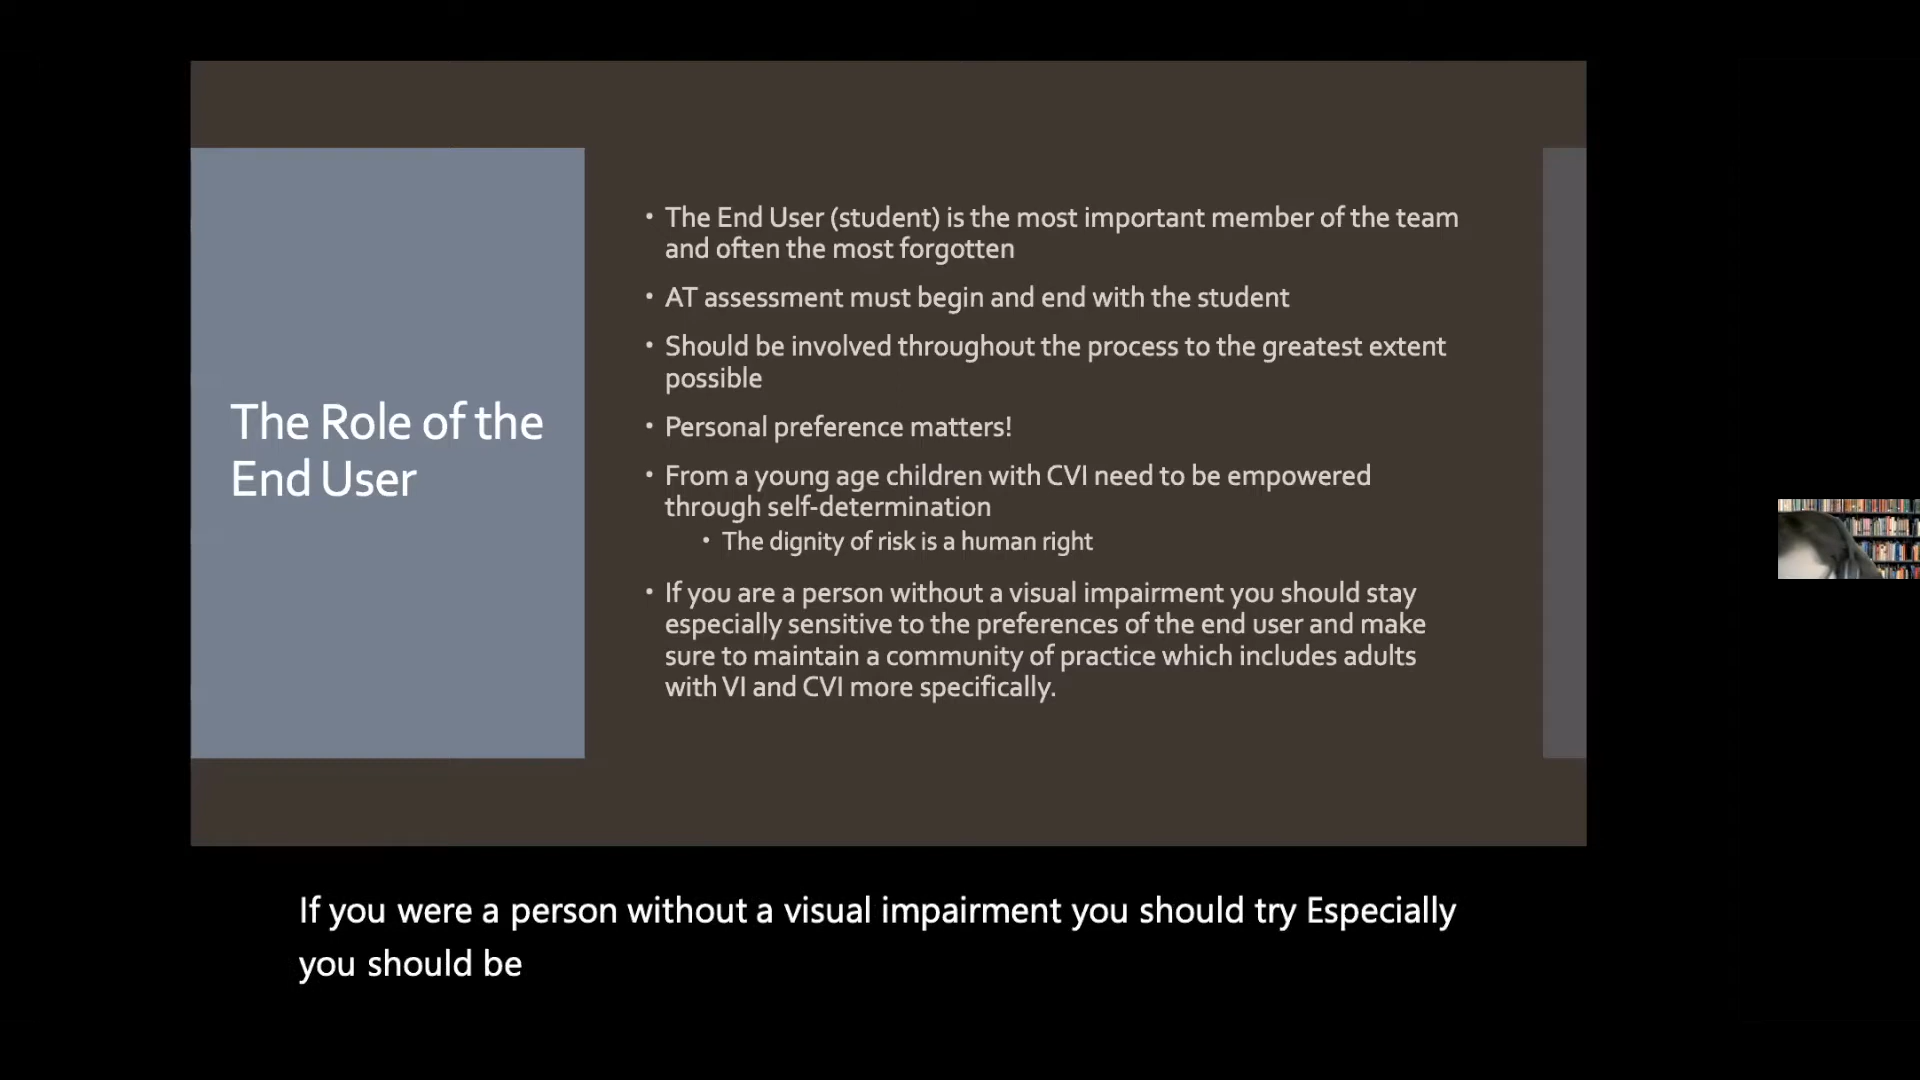 The Role of the
End User
• The End User (student) is the most important member of the team
and often the most forgotten
• AT assessment must begin and end with the student
• Should be involved throughout the process to the greatest extent
possible
• Personal preference matters!
• From a young age children with CVI need to be empowered
through self-determination
• The dignity of risk is a human right
• If you are a person without a visual impairment you should stay
especially sensitive to the preferences of the end user and make
sure to maintain a community of practice which includes adults
with VI and CVI more specifically.
If you were a person without a visual impairment you should try Especially
you should be